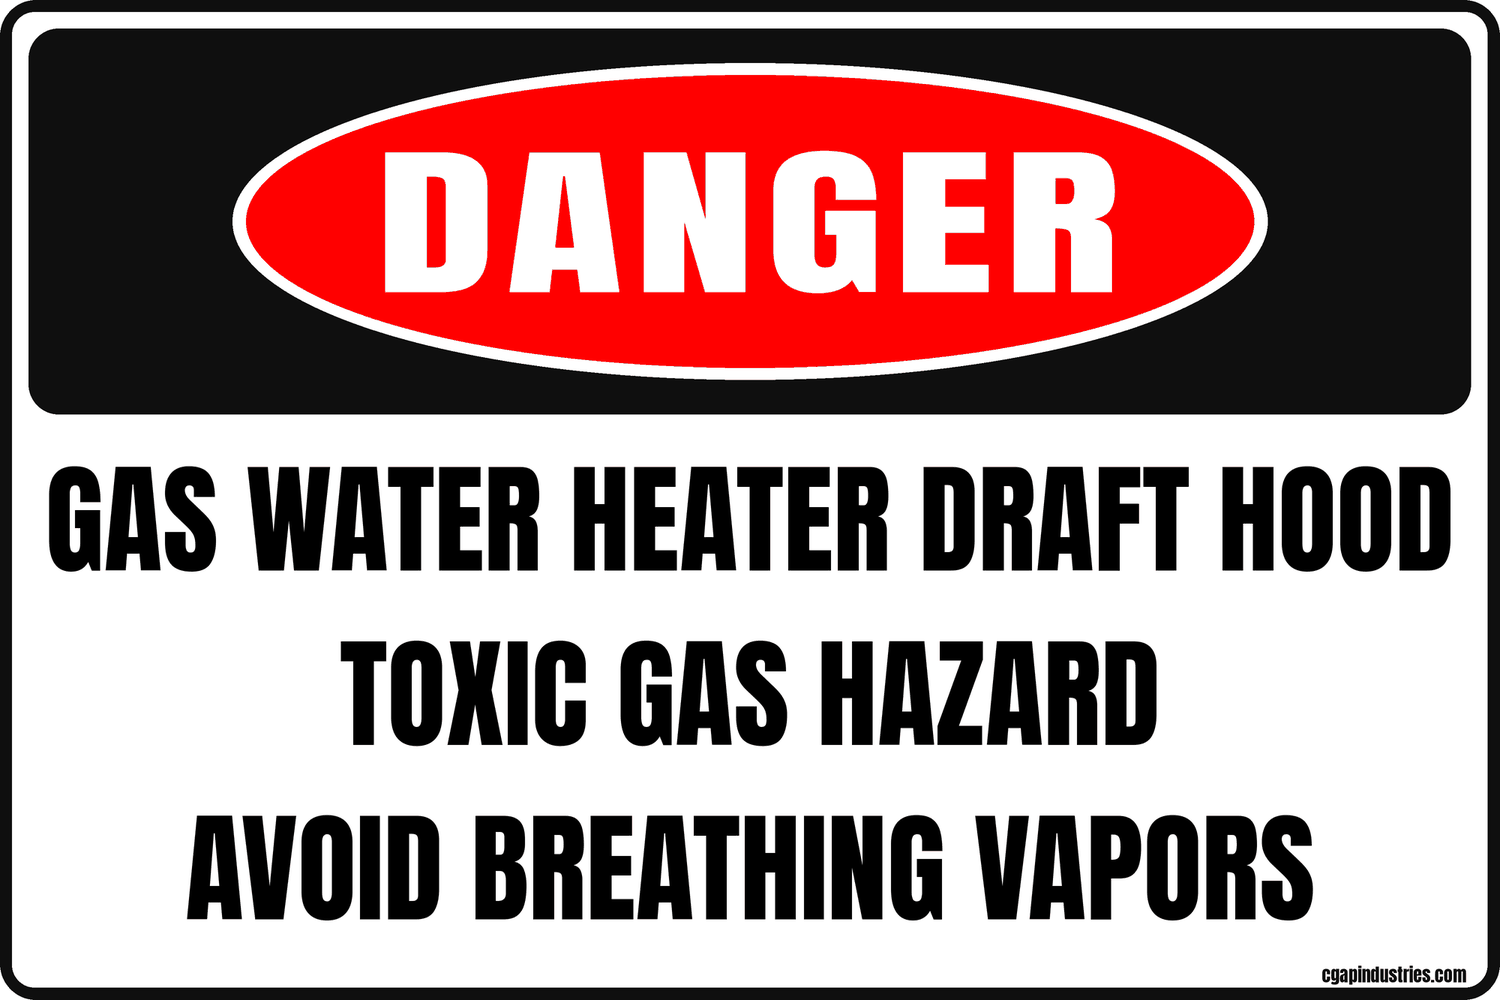 DANGER
GAS WATER HEATER DRAFT HOOD
TOXIC GAS HAZARD
AVOID BREATHING VAPORS
cgapindustries.com